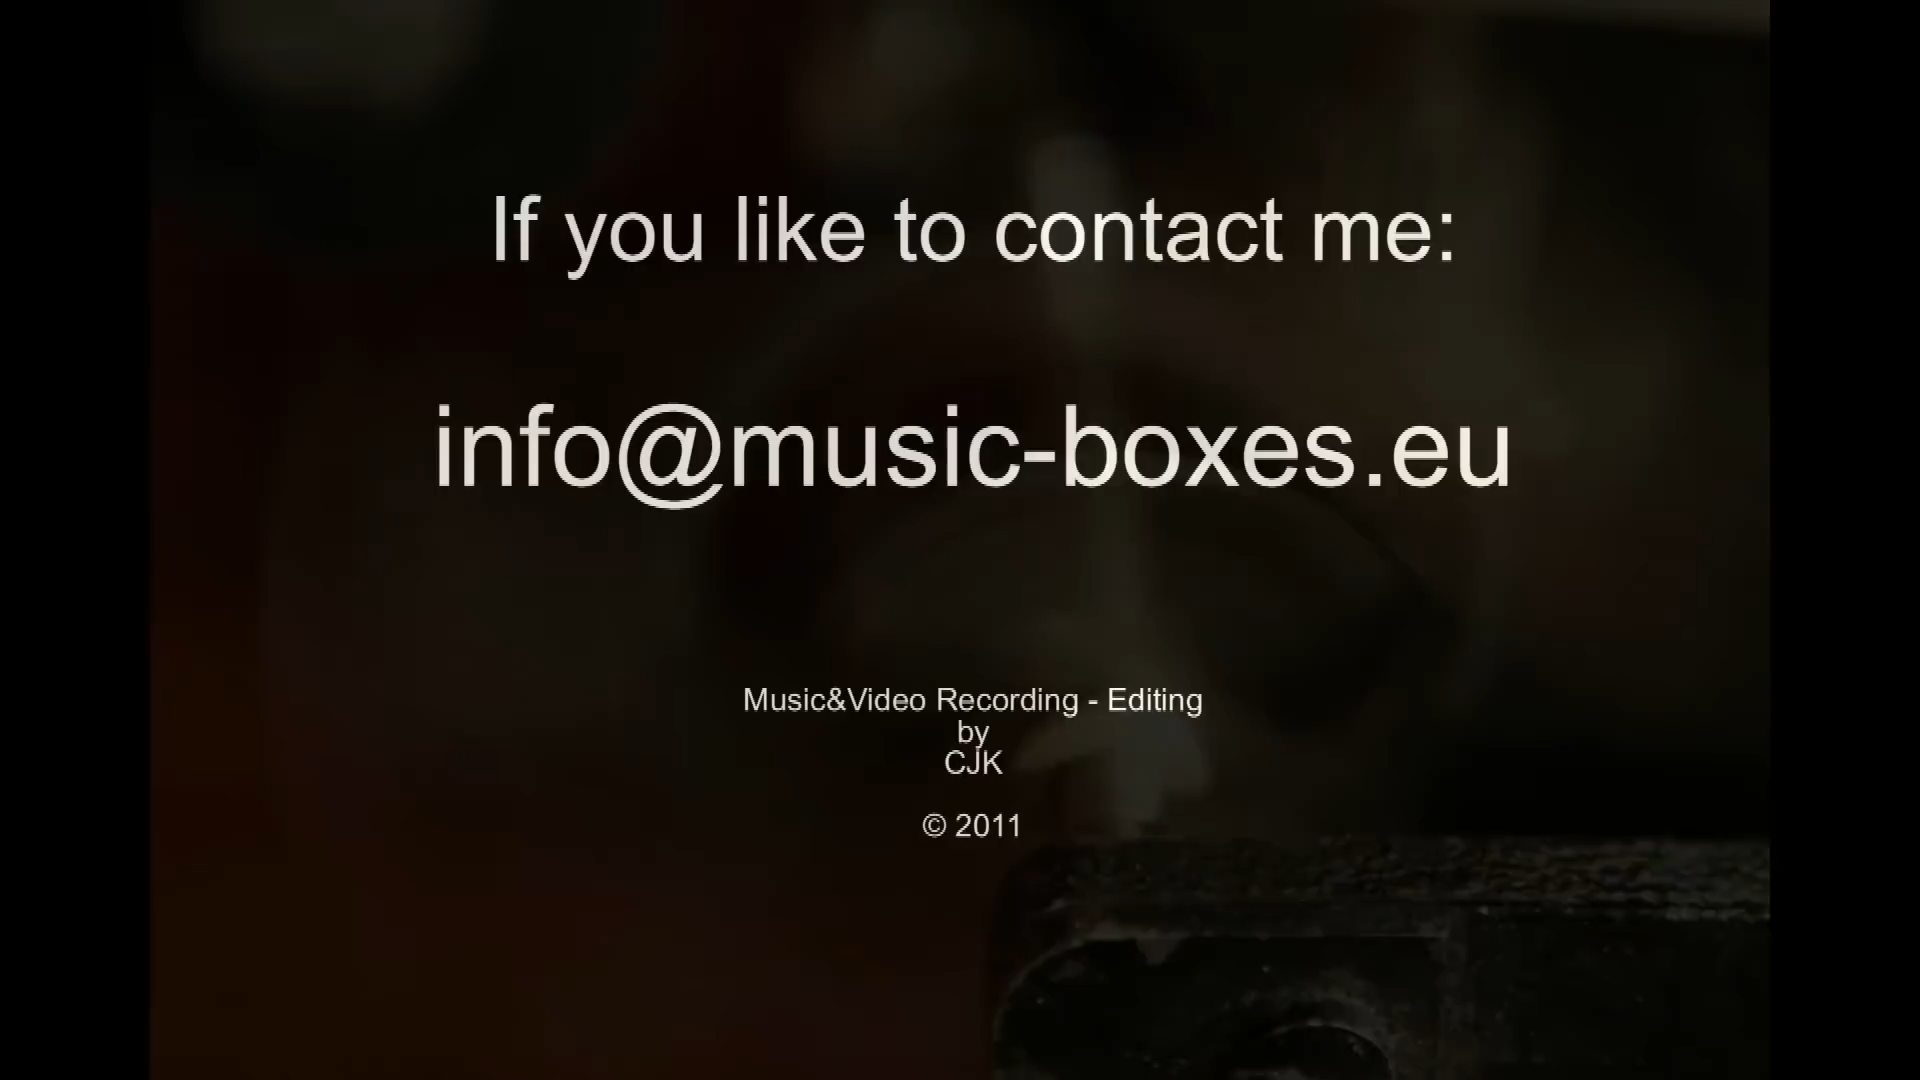 If you like to contact me:
info@music-boxes.eu
Music&Video Recording - Editing
by
CJK
© 2011